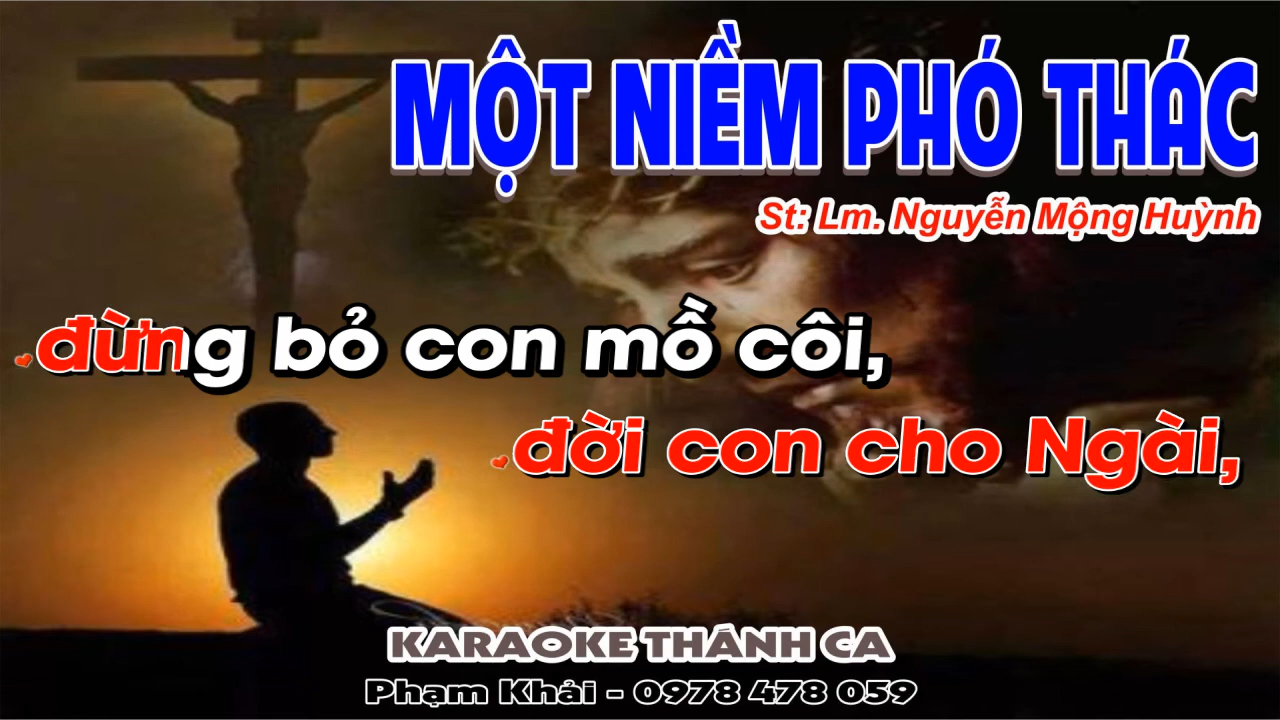 MỘT NIỀM PHÓ THÁC
St: Lm. Nguyễn Mộng Huỳnh
đừng bỏ con mồ côi,
đời con cho Ngài,
KARAOKE THÁNH CA
Phạm Khải - 0978 478 059